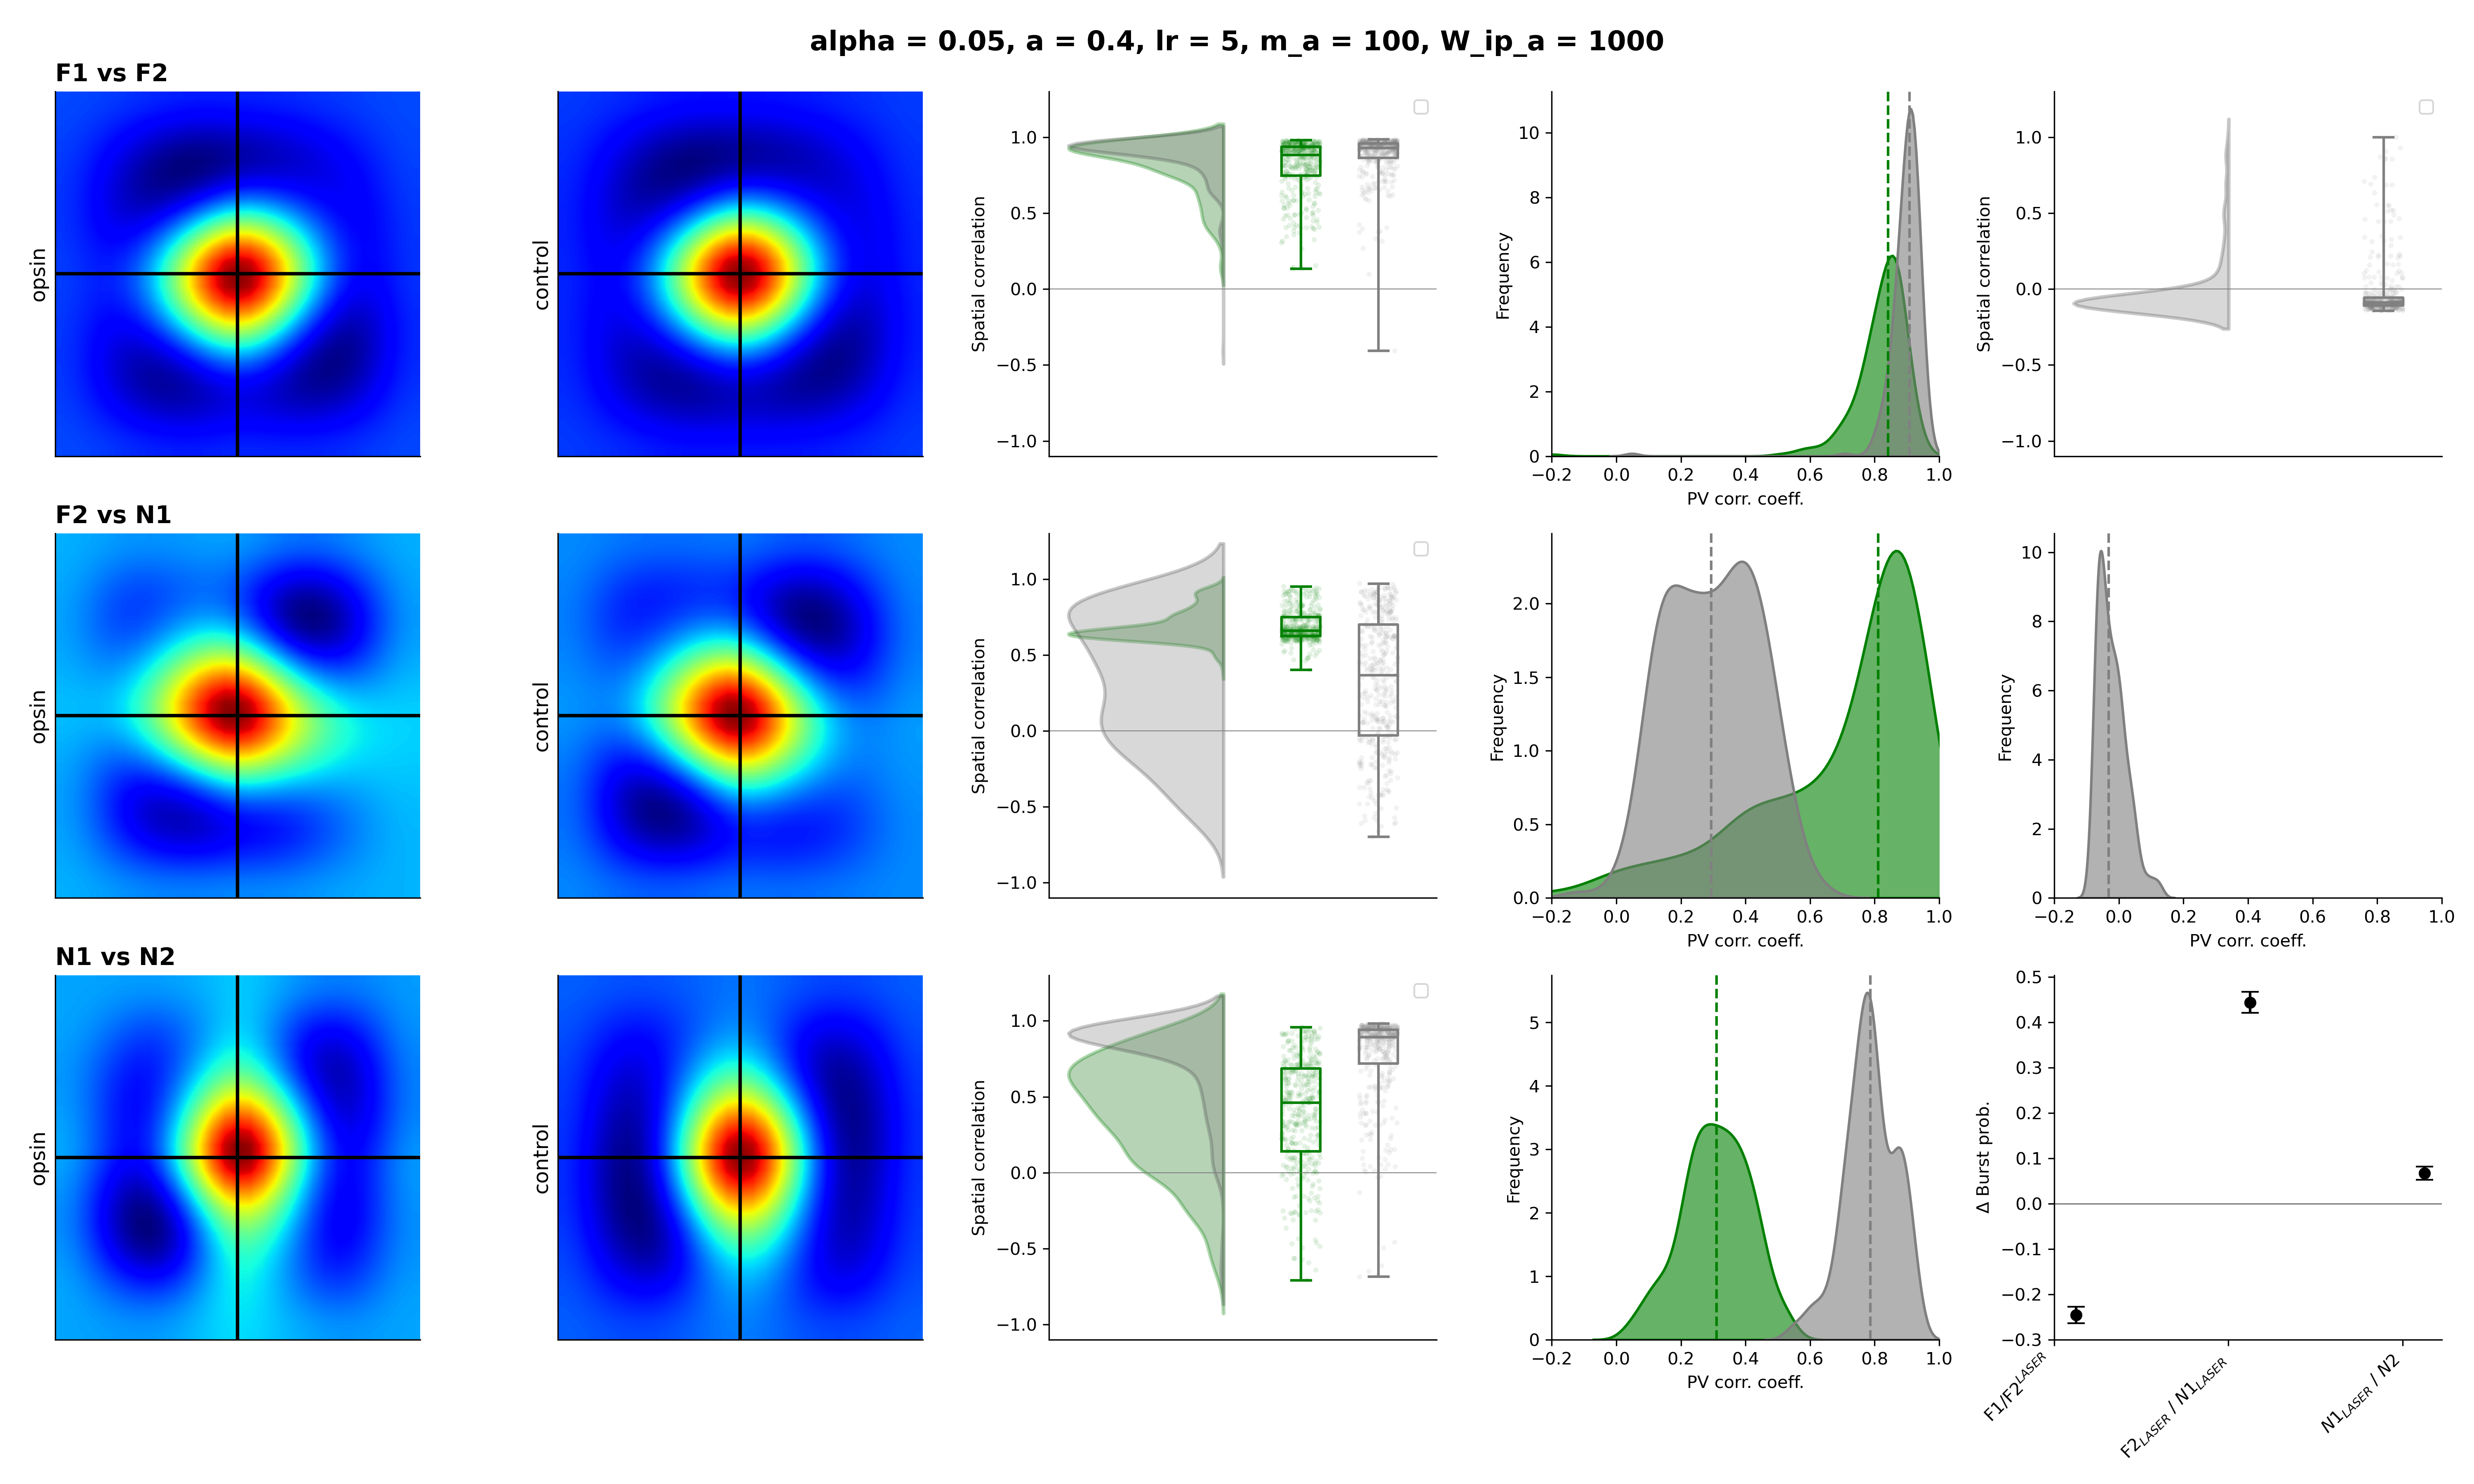 alpha = 0.05, a = 0.4, lr = 5, m_a = 100, W_ip_a = 1000
F1 vs F2
opsin
control
Spatial correlation
1.0
0.5
0.0
−0.5
−1.0
Frequency
10
8
6
4
2
0
−0.2 0.0 0.2 0.4 0.6 0.8 1.0
PV corr. coeff.
Spatial correlation
1.0
0.5
0.0
−0.5
−1.0
F2 vs N1
opsin
control
Spatial correlation
1.0
0.5
0.0
−0.5
−1.0
Frequency
2.0
1.5
1.0
0.5
0.0
−0.2 0.0 0.2 0.4 0.6 0.8 1.0
PV corr. coeff.
Frequency
10
8
6
4
2
0
−0.2 0.0 0.2 0.4 0.6 0.8 1.0
PV corr. coeff.
N1 vs N2
opsin
control
Spatial correlation
1.0
0.5
0.0
−0.5
−1.0
Frequency
5
4
3
2
1
0
−0.2 0.0 0.2 0.4 0.6 0.8 1.0
PV corr. coeff.
Δ Burst prob.
0.5
0.4
0.3
0.2
0.1
0.0
−0.1
−0.2
−0.3
F1/F2LASER
F2LASER / N1LASER
N1LASER / N2